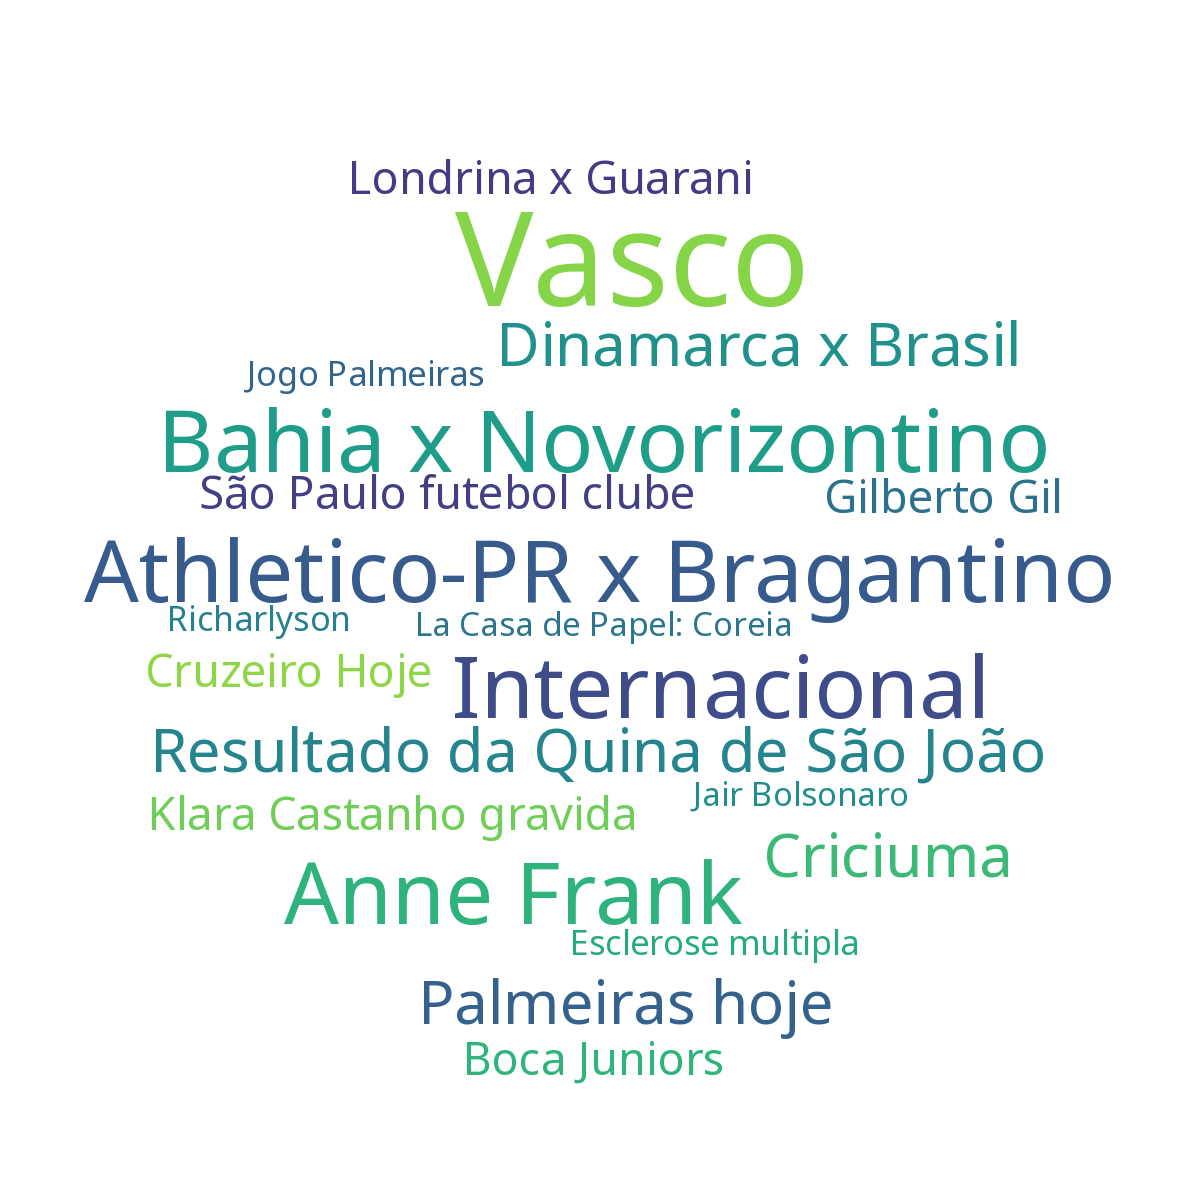 Londrina x Guarani
Vasco
Dinamarca x Brasil
Jogo Palmeiras
Bahia x Novorizontino
São Paulo futebol clube
Gilberto Gil
Athletico-PR x Bragantino
Richarlyson
La Casa de Papel: Coreia
Cruzeiro Hoje
Internacional
Resultado da Quina de São João
Jair Bolsonaro
Klara Castanho gravida
Criciuma
Anne Frank
Esclerose multipla
Palmeiras hoje
Boca Juniors